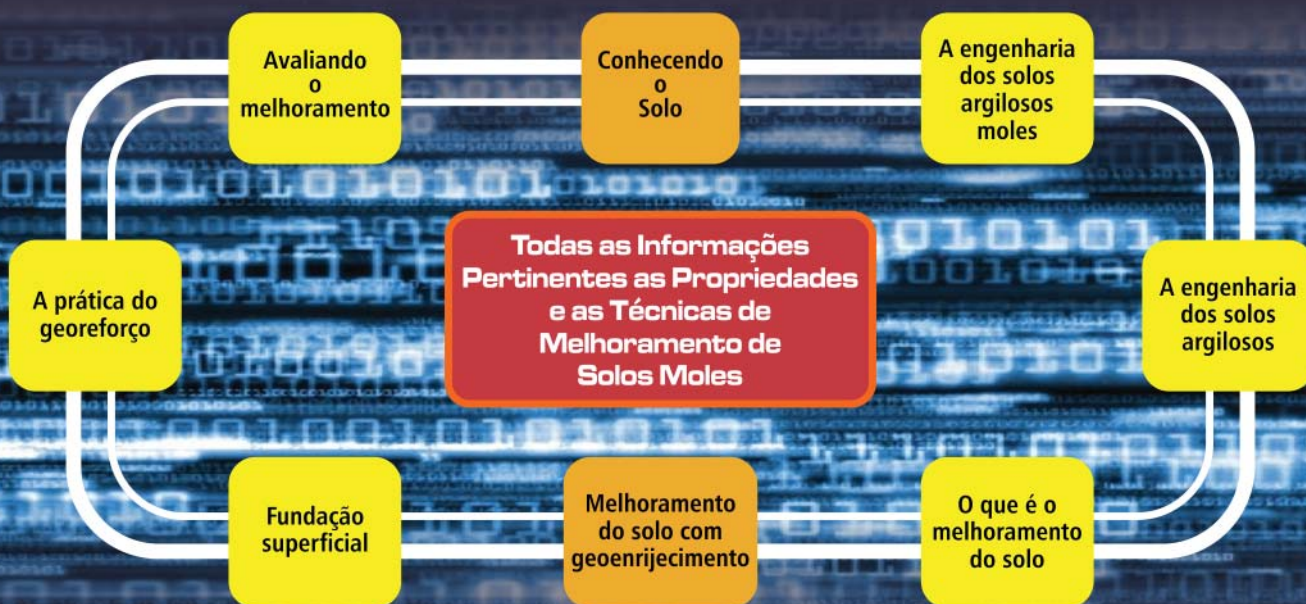 Avaliando
o
melhoramento
Conhecendo
o
Solo
A engenharia
dos solos
argilosos
moles
Todas as Informações
Pertinentes as Propriedades
e as Técnicas de
Melhoramento de
Solos Moles
A prática do
georeforço
A engenharia
dos solos
argilosos
Fundação
superficial
Melhoramento
do solo com
geoenrijecimento
O que é o
melhoramento
do solo